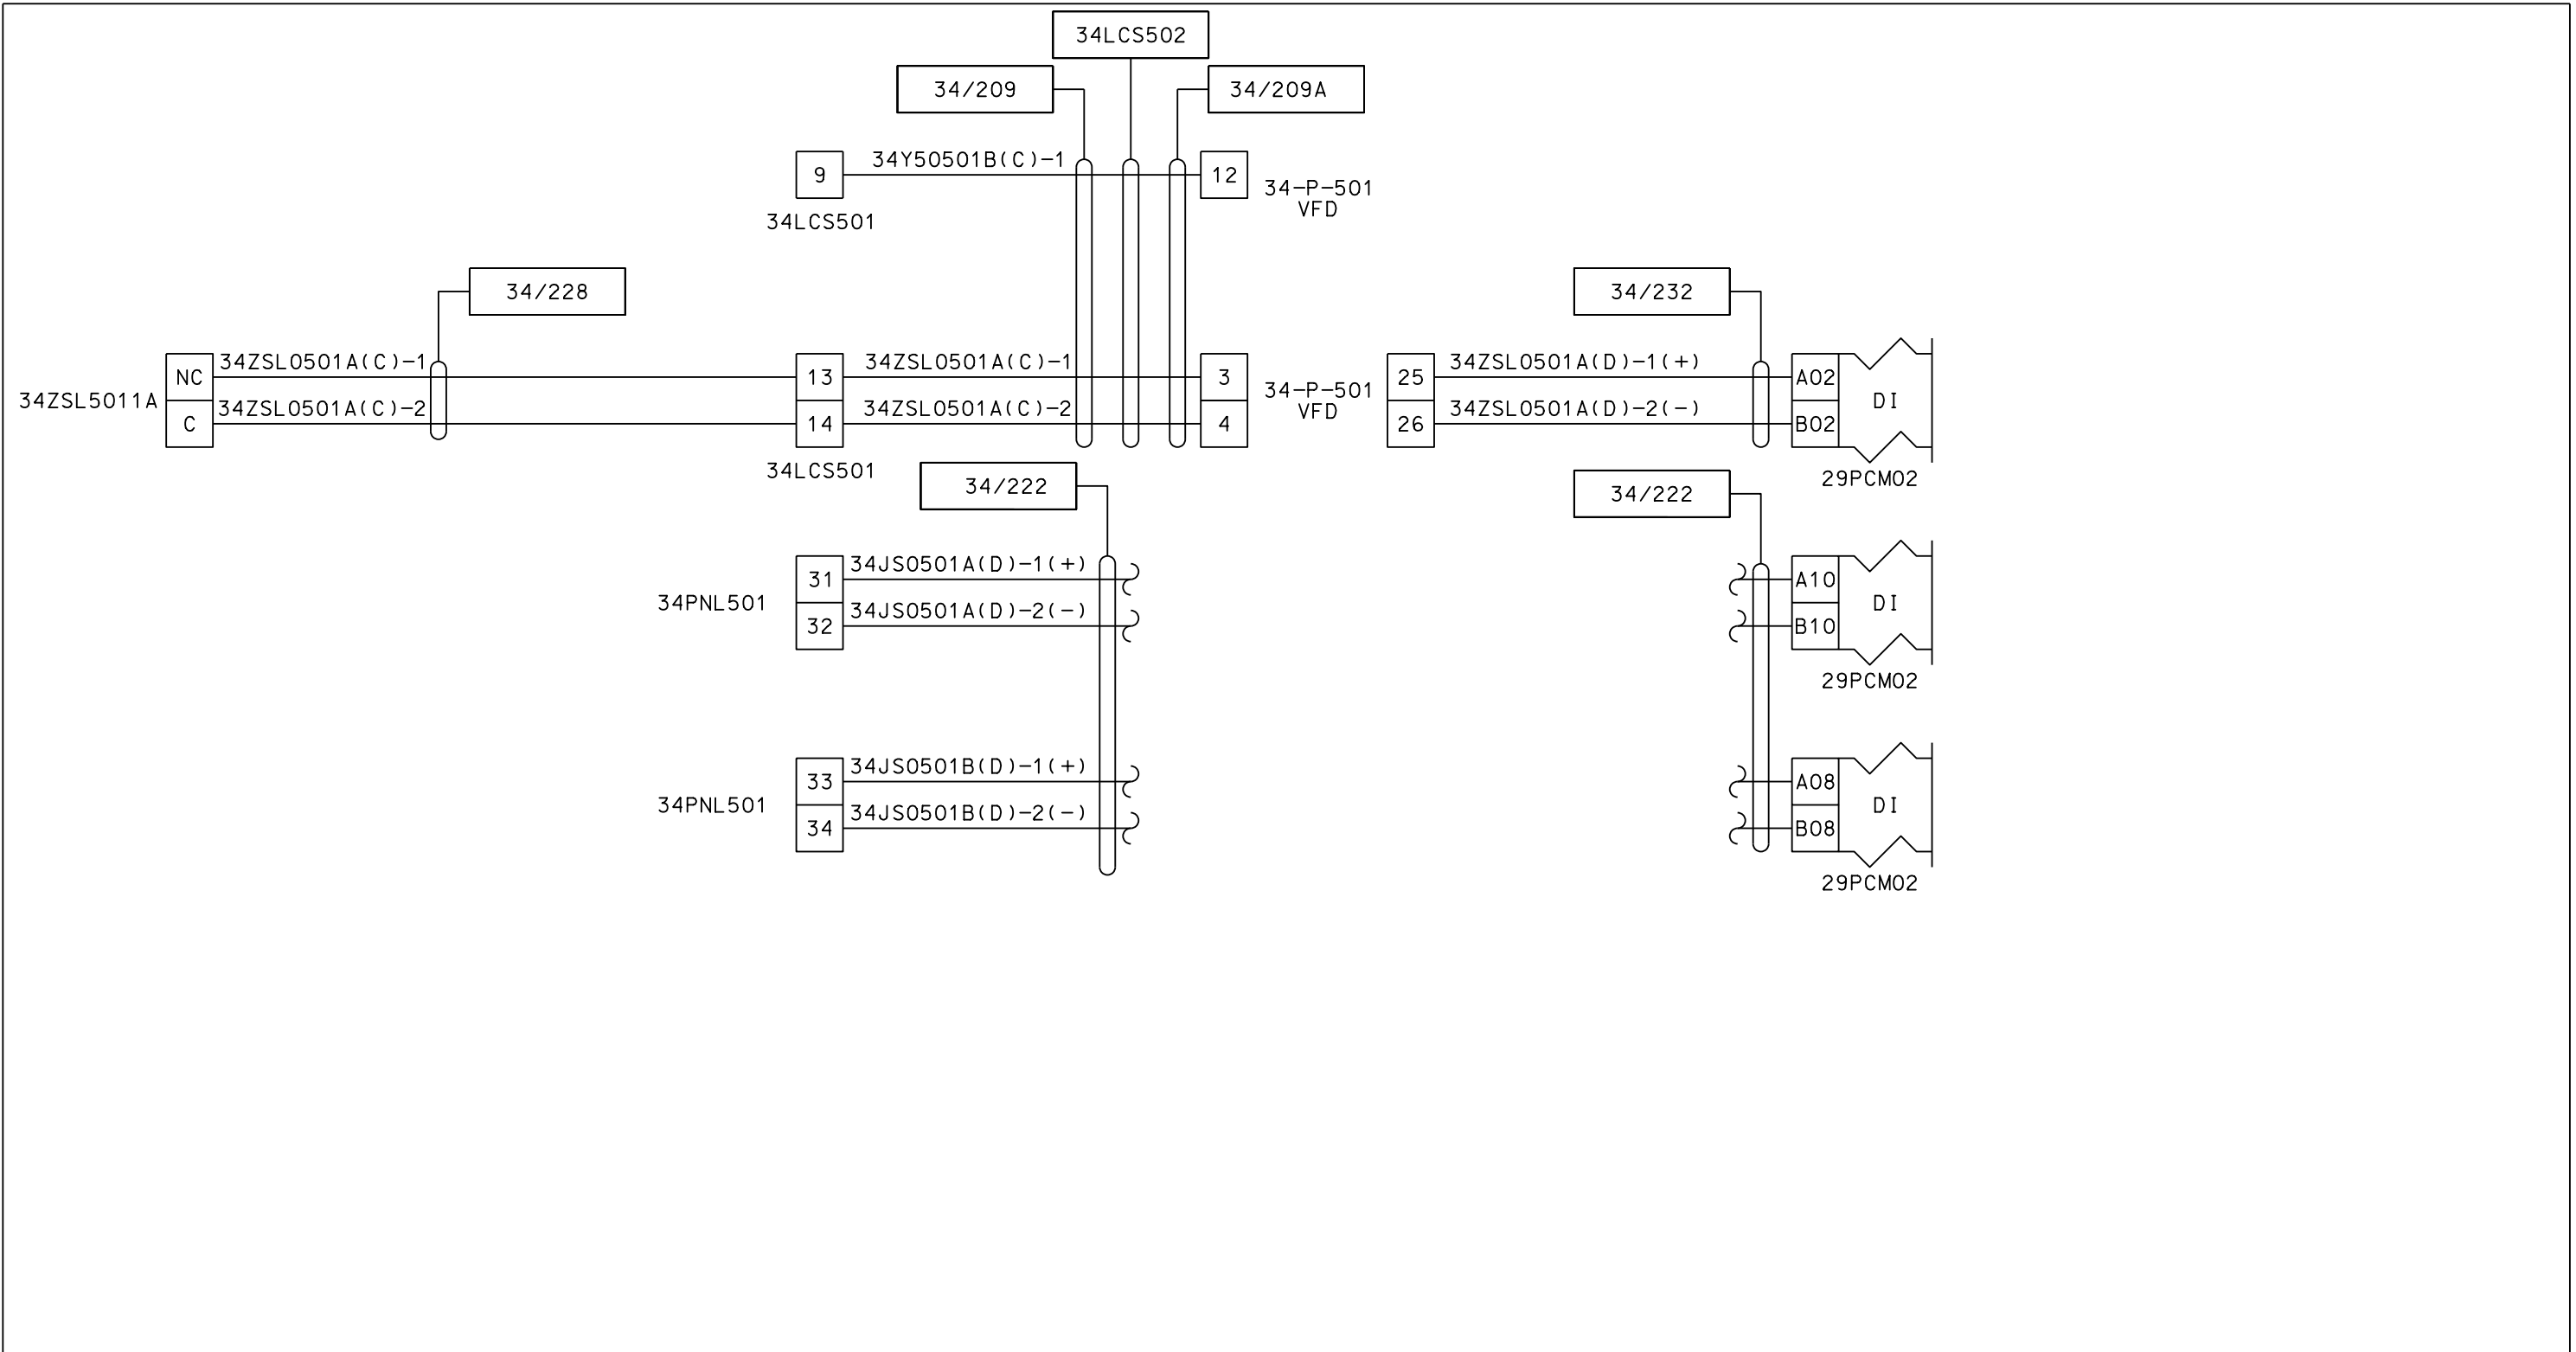 34LCS502
34/209
34/209A
34YS0501B(C)-1
9
12
34-P-501
VFD
34LCS501
34/228
34/232
34ZSL0501A(C)-1
34ZSL0501A(C)-1
34ZSL0501A(D)-1(+)
NC
13
3
25
A02
34ZSL5011A
34-P-501
VFD
DI
34ZSL0501A(C)-2
34ZSL0501A(C)-2
34ZSL0501A(D)-2(-)
C
14
4
26
B02
34LCS501
29PCM02
34/222
34/222
34JS0501A(D)-1(+)
31
A10
34PNL501
DI
34JS0501A(D)-2(-)
32
B10
29PCM02
34JS0501B(D)-1(+)
33
A08
34PNL501
DI
34JS0501B(D)-2(-)
34
B08
29PCM02